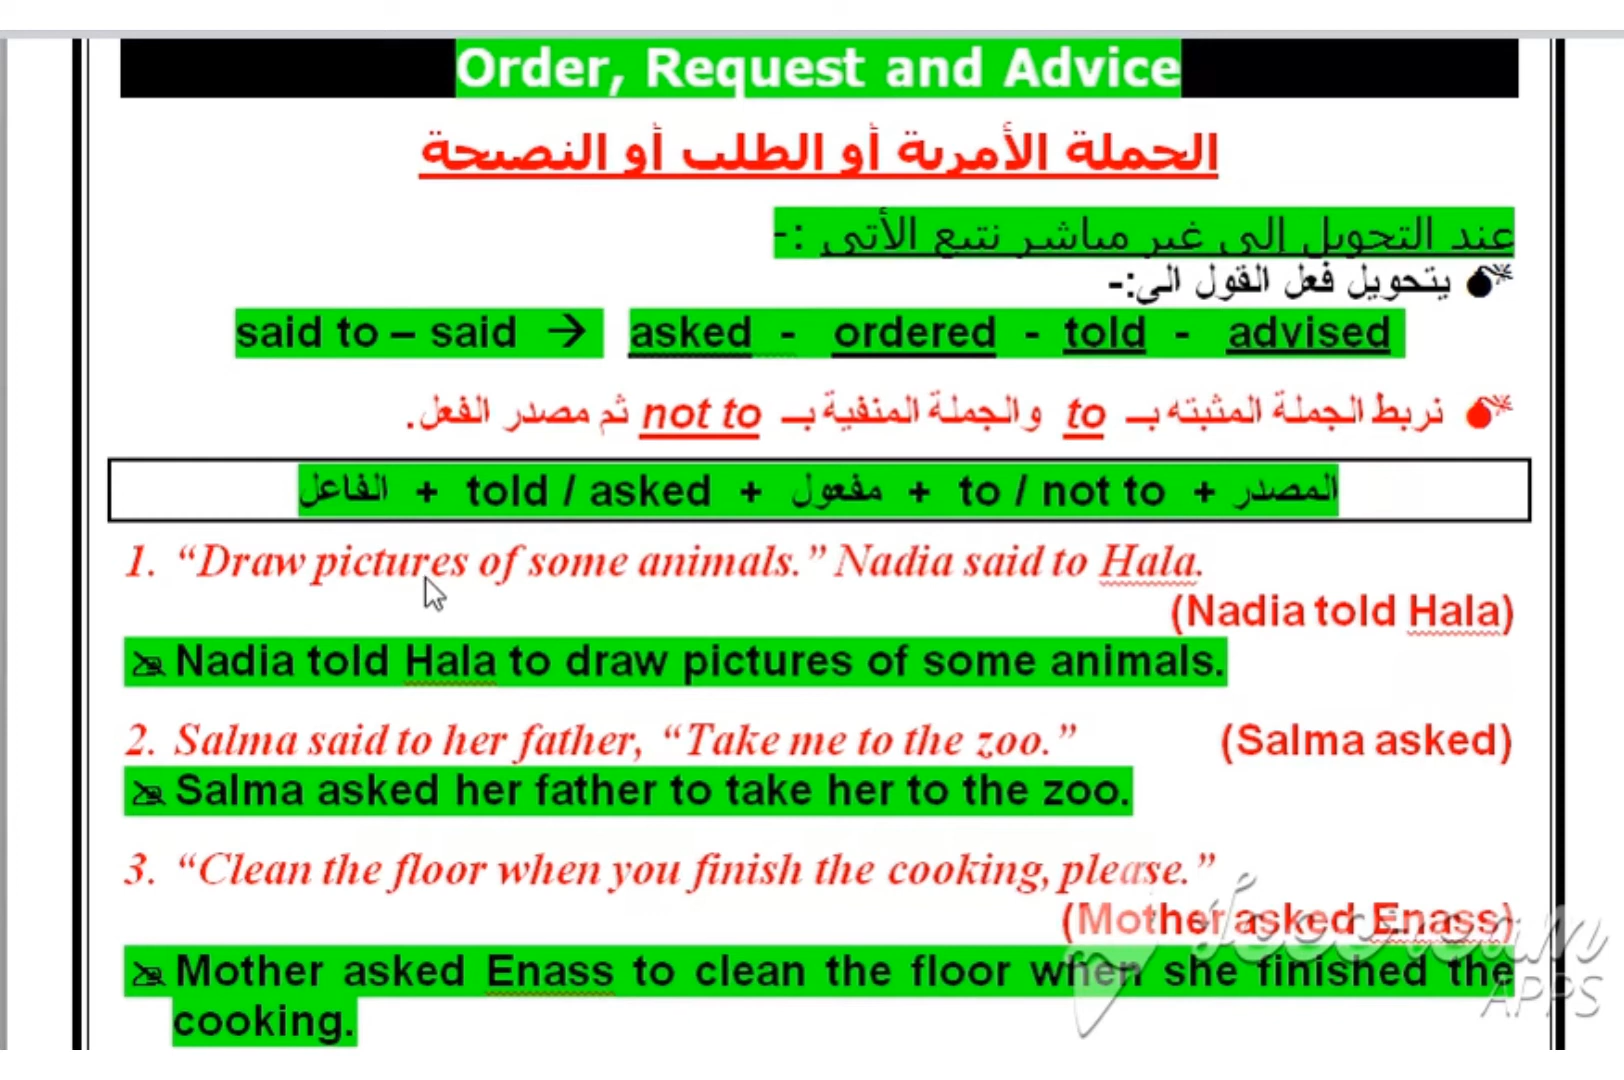 Order, Request and Advice
الجملة الأمرية أو الطلب أو النصيحة
عند التحويل إلى غير مباشر نتبع الأتى :-
يتحويل فعل القول الى:-
said to – said → asked - ordered - told - advised
نربط الجملة المثبته بـ to والجملة المنفية بـ not to ثم مصدر الفعل.
الفاعل + told / asked + مفعول + to / not to + المصدر
1. “Draw pictures of some animals.” Nadia said to Hala.
(Nadia told Hala)
Nadia told Hala to draw pictures of some animals.
2. Salma said to her father, “Take me to the zoo.” (Salma asked)
Salma asked her father to take her to the zoo.
3. “Clean the floor when you finish the cooking, please.”
(Mother asked Enass)
Mother asked Enass to clean the floor when she finished the
cooking.
APPS